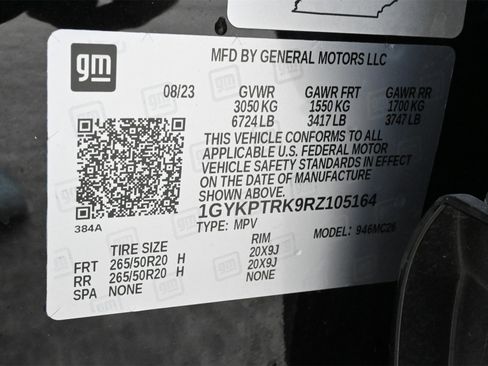 gm
MFD BY GENERAL MOTORS LLC
08/23 GVWR GAWR FRT GAWR RR
3050 KG 1550 KG 1700 KG
6724 LB 3417 LB 3747 LB
THIS VEHICLE CONFORMS TO ALL
APPLICABLE U.S. FEDERAL MOTOR
VEHICLE SAFETY STANDARDS IN EFFECT
ON THE DATE OF MANUFACTURE
SHOWN ABOVE.
1GYKPTRK9RZ105164
384A
TYPE: MPV MODEL: 946MC26
TIRE SIZE RIM
FRT 265/50R20 H 20X9J
RR 265/50R20 H 20X9J
SPA NONE NONE